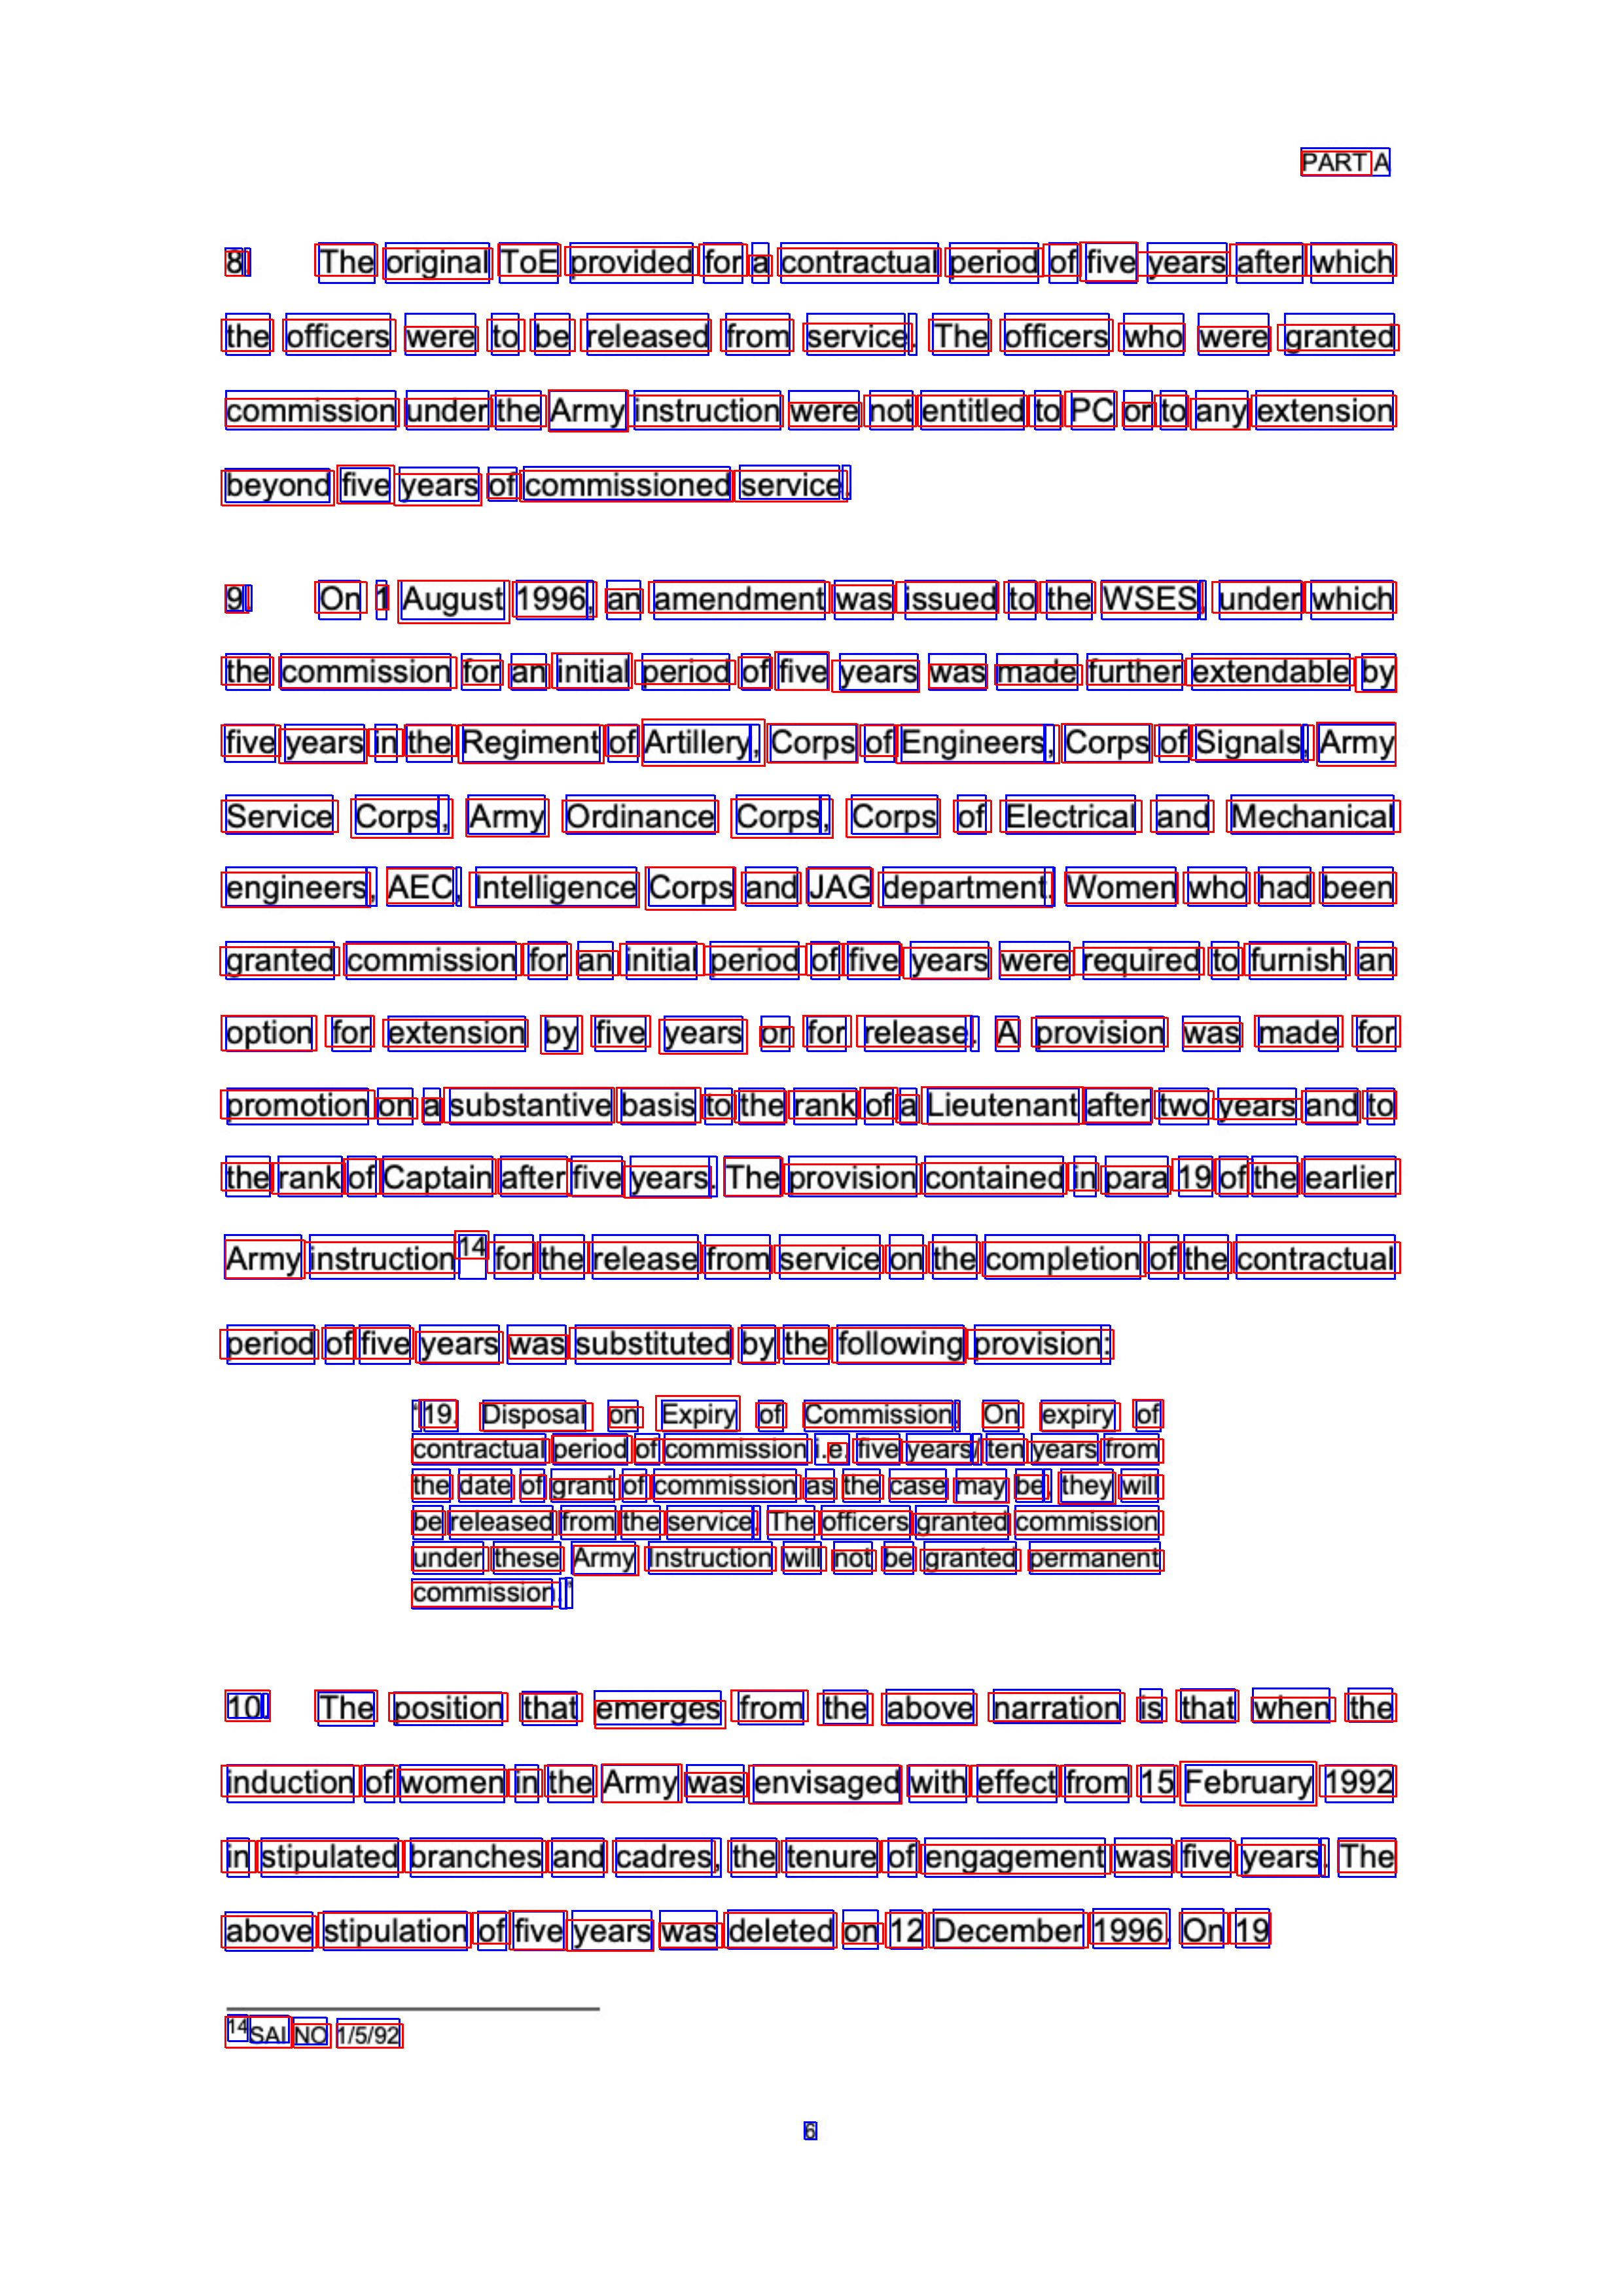 PART A
8. The original ToE provided for a contractual period of five years after which
the officers were to be released from service. The officers who were granted
commission under the Army instruction were not entitled to PC or to any extension
beyond five years of commissioned service.
9. On 1 August 1996, an amendment was issued to the WSES, under which
the commission for an initial period of five years was made further extendable by
five years in the Regiment of Artillery, Corps of Engineers, Corps of Signals, Army
Service Corps, Army Ordinance Corps, Corps of Electrical and Mechanical
engineers, AEC, Intelligence Corps and JAG department. Women who had been
granted commission for an initial period of five years were required to furnish an
option for extension by five years or for release. A provision was made for
promotion on a substantive basis to the rank of a Lieutenant after two years and to
the rank of Captain after five years. The provision contained in para 19 of the earlier
Army instruction14 for the release from service on the completion of the contractual
period of five years was substituted by the following provision:
“19. Disposal on Expiry of Commission. On expiry of
contractual period of commission i.e. five years/ ten years from
the date of grant of commission as the case may be, they will
be released from the service. The officers granted commission
under these Army Instruction will not be granted permanent
commission.”
10. The position that emerges from the above narration is that when the
induction of women in the Army was envisaged with effect from 15 February 1992
in stipulated branches and cadres, the tenure of engagement was five years. The
above stipulation of five years was deleted on 12 December 1996. On 19
14 SAI NO 1/5/92
6